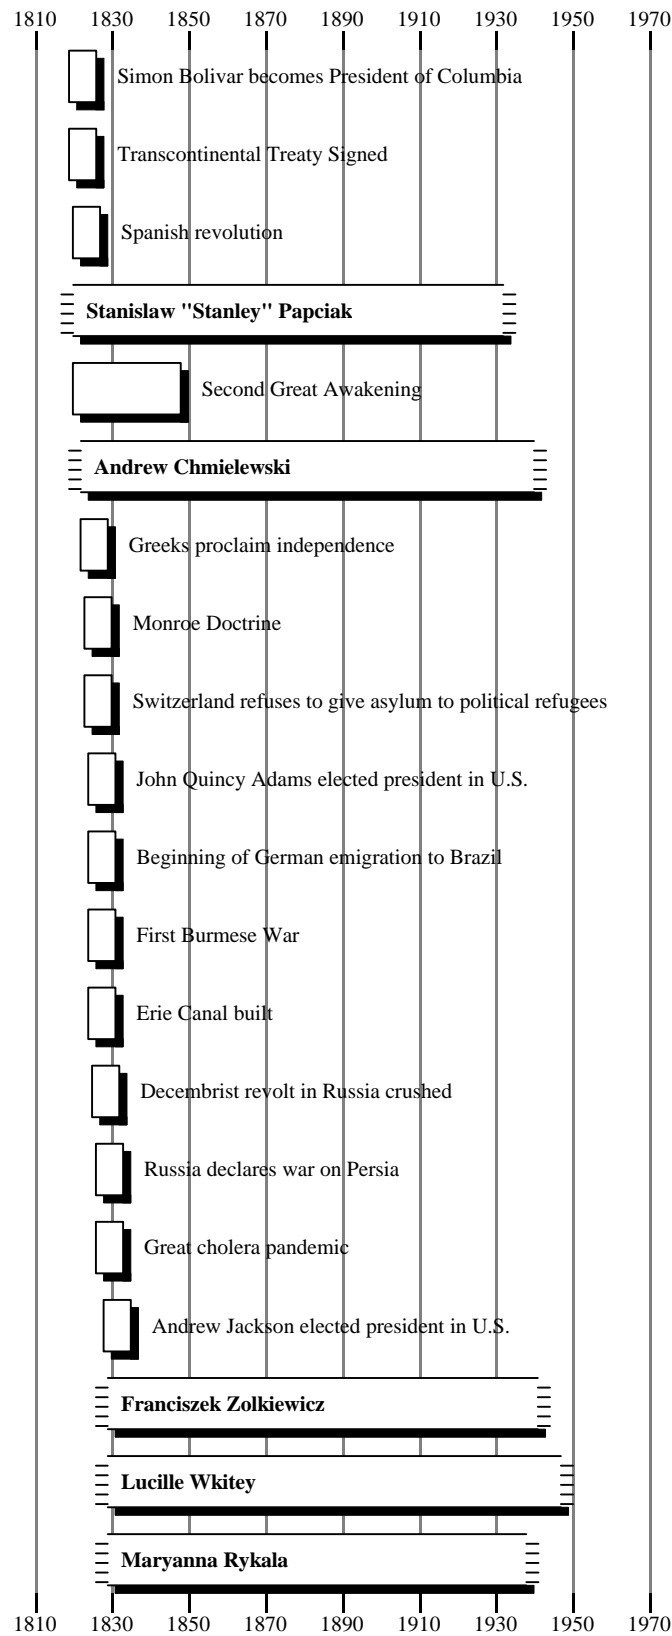 1810 1830 1850 1870 1890 1910 1930 1950 1970
Simon Bolivar becomes President of Columbia
Transcontinental Treaty Signed
Spanish revolution
Stanislaw "Stanley" Papciak
Second Great Awakening
Andrew Chmielewski
Greeks proclaim independence
Monroe Doctrine
Switzerland refuses to give asylum to political refugees
John Quincy Adams elected president in U.S.
Beginning of German emigration to Brazil
First Burmese War
Erie Canal built
Decembrist revolt in Russia crushed
Russia declares war on Persia
Great cholera pandemic
Andrew Jackson elected president in U.S.
Franciszek Zolkiewicz
Lucille Wkitey
Maryanna Rykala
1810 1830 1850 1870 1890 1910 1930 1950 1970